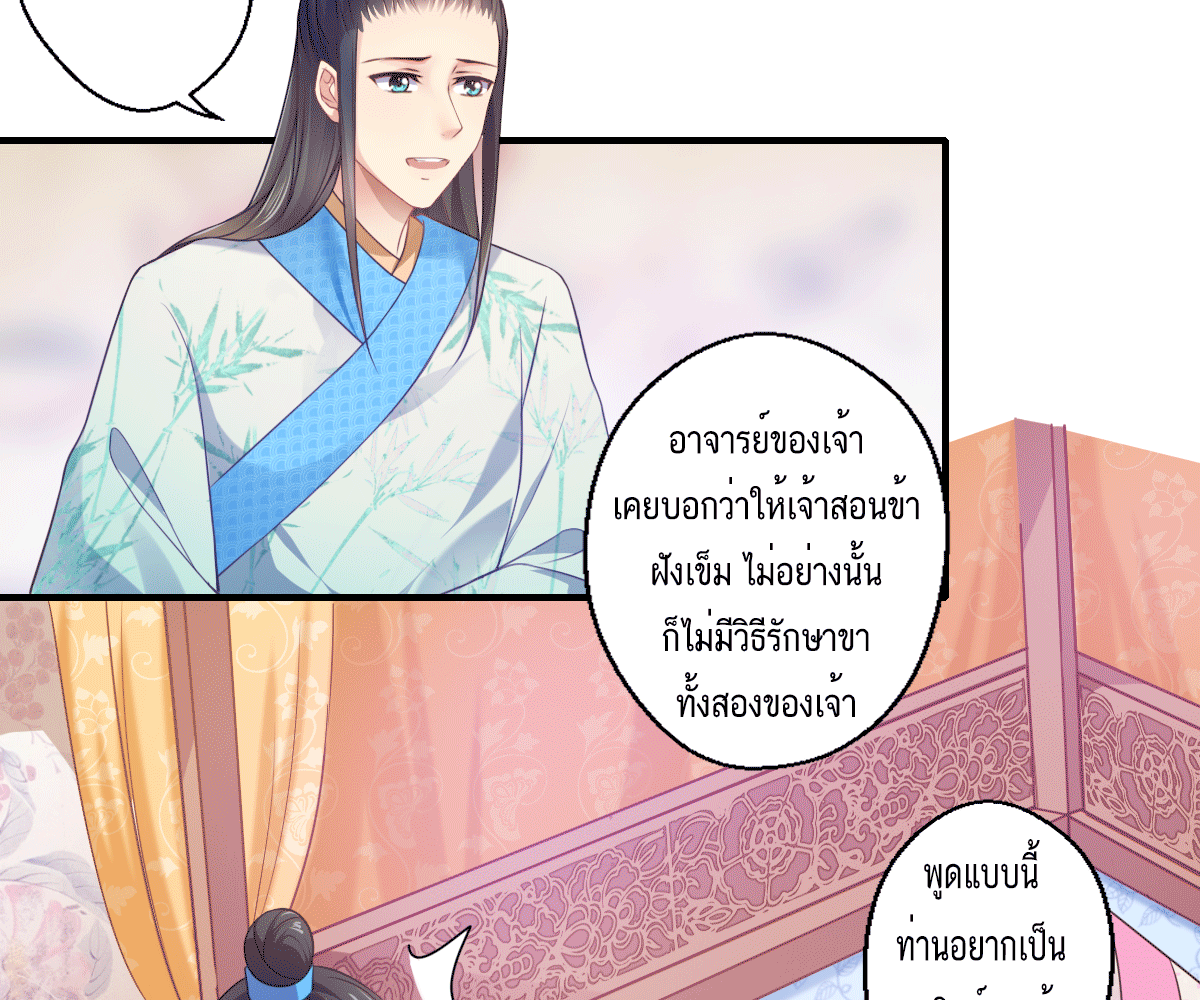 อาจารย์ของเจ้า
เคยบอกว่าให้เจ้าสอนข้า
ฝังเข็ม ไม่อย่างนั้น
ก็ไม่มีวิธีรักษาขา
ทั้งสองของเจ้า
พูดแบบนี้
ท่านอยากเป็น